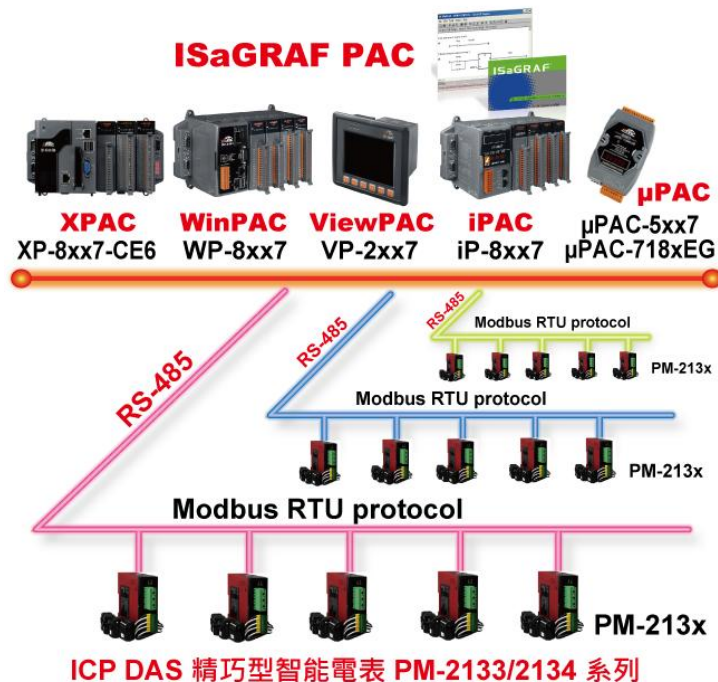 ISaGRAF PAC
ISaGRAF
XPAC
XP-8xx7-CE6
WinPAC
WP-8xx7
ViewPAC
VP-2xx7
iPAC
iP-8xx7
µPAC
µPAC-5xx7
µPAC-718xEG
RS-485
Modbus RTU protocol
PM-213x
RS-485
Modbus RTU protocol
PM-213x
RS-485
Modbus RTU protocol
PM-213x
ICP DAS 精巧型智能電表 PM-2133/2134 系列